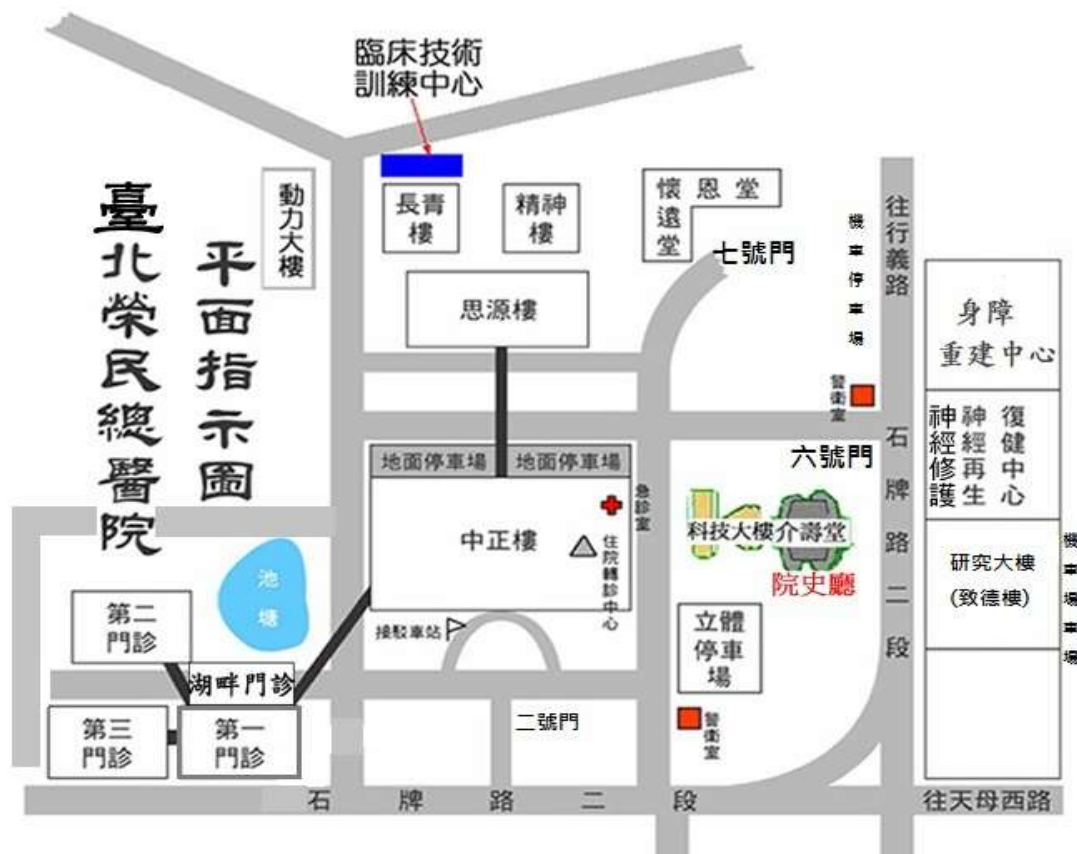 臺北榮民總醫院
平面指示圖
臨床技術
訓練中心
動力大樓
長青
樓
精神
樓
懷恩堂
遠堂
七號門
機車停車場
往行義路
思源樓
身障
重建中心
警衛室
地面停車場
地面停車場
六號門
石牌路二段
神經修護
神經再生
復健中心
中正樓
急診室
住院轉診中心
科技大樓
介壽堂
院史廳
研究大樓
(致德樓)
機車場車場
池塘
第二
門診
接駁車站
立體
停車
場
湖畔門診
第三
門診
第一
門診
二號門
警衛室
石牌路二段
往天母西路